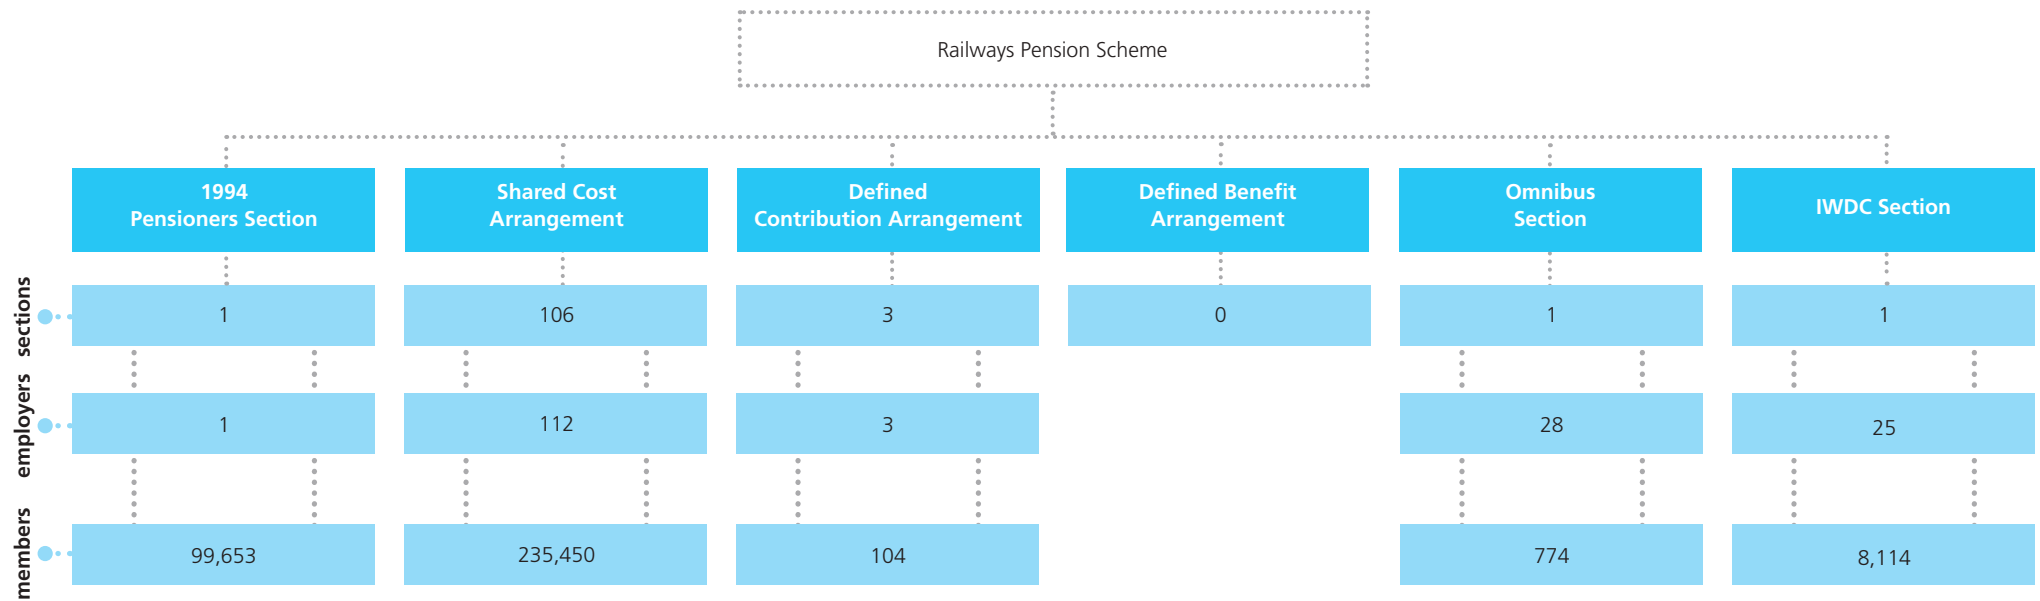 Railways Pension Scheme
1994
Pensioners Section
Shared Cost
Arrangement
Defined
Contribution Arrangement
Defined Benefit
Arrangement
Omnibus
Section
IWDC Section
sections
1
106
3
0
1
1
employers
1
112
3
28
25
members
99,653
235,450
104
774
8,114